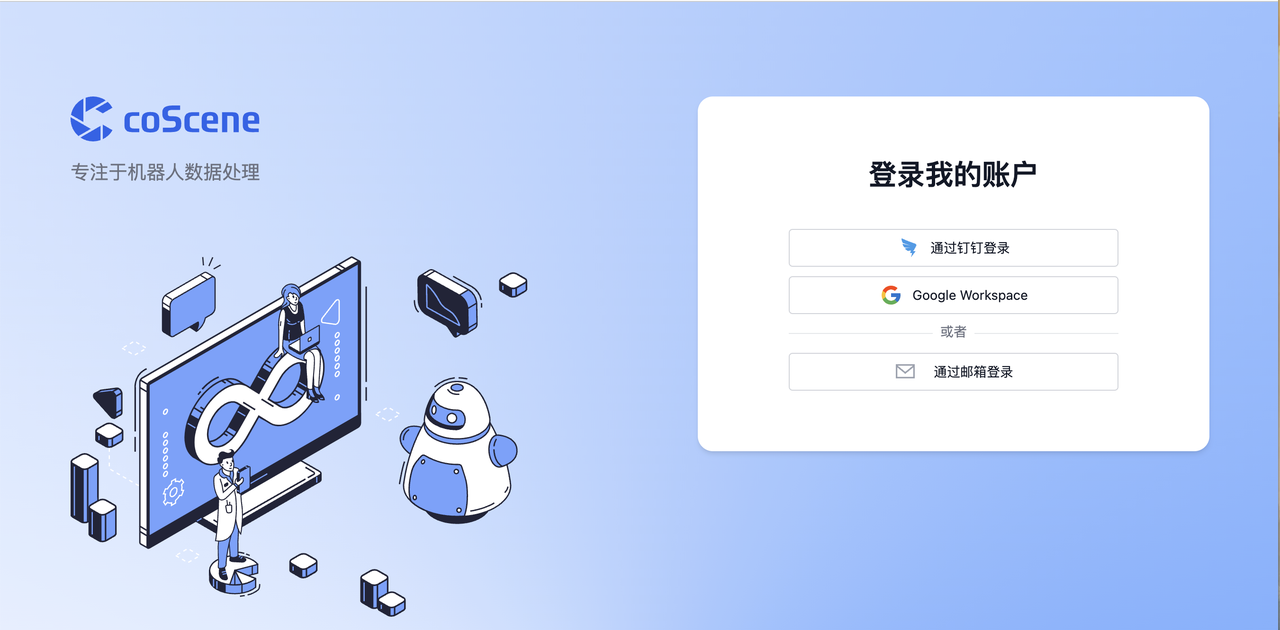 coScene
专注于机器人数据处理
登录我的账户
通过钉钉登录
Google Workspace
或者
通过邮箱登录